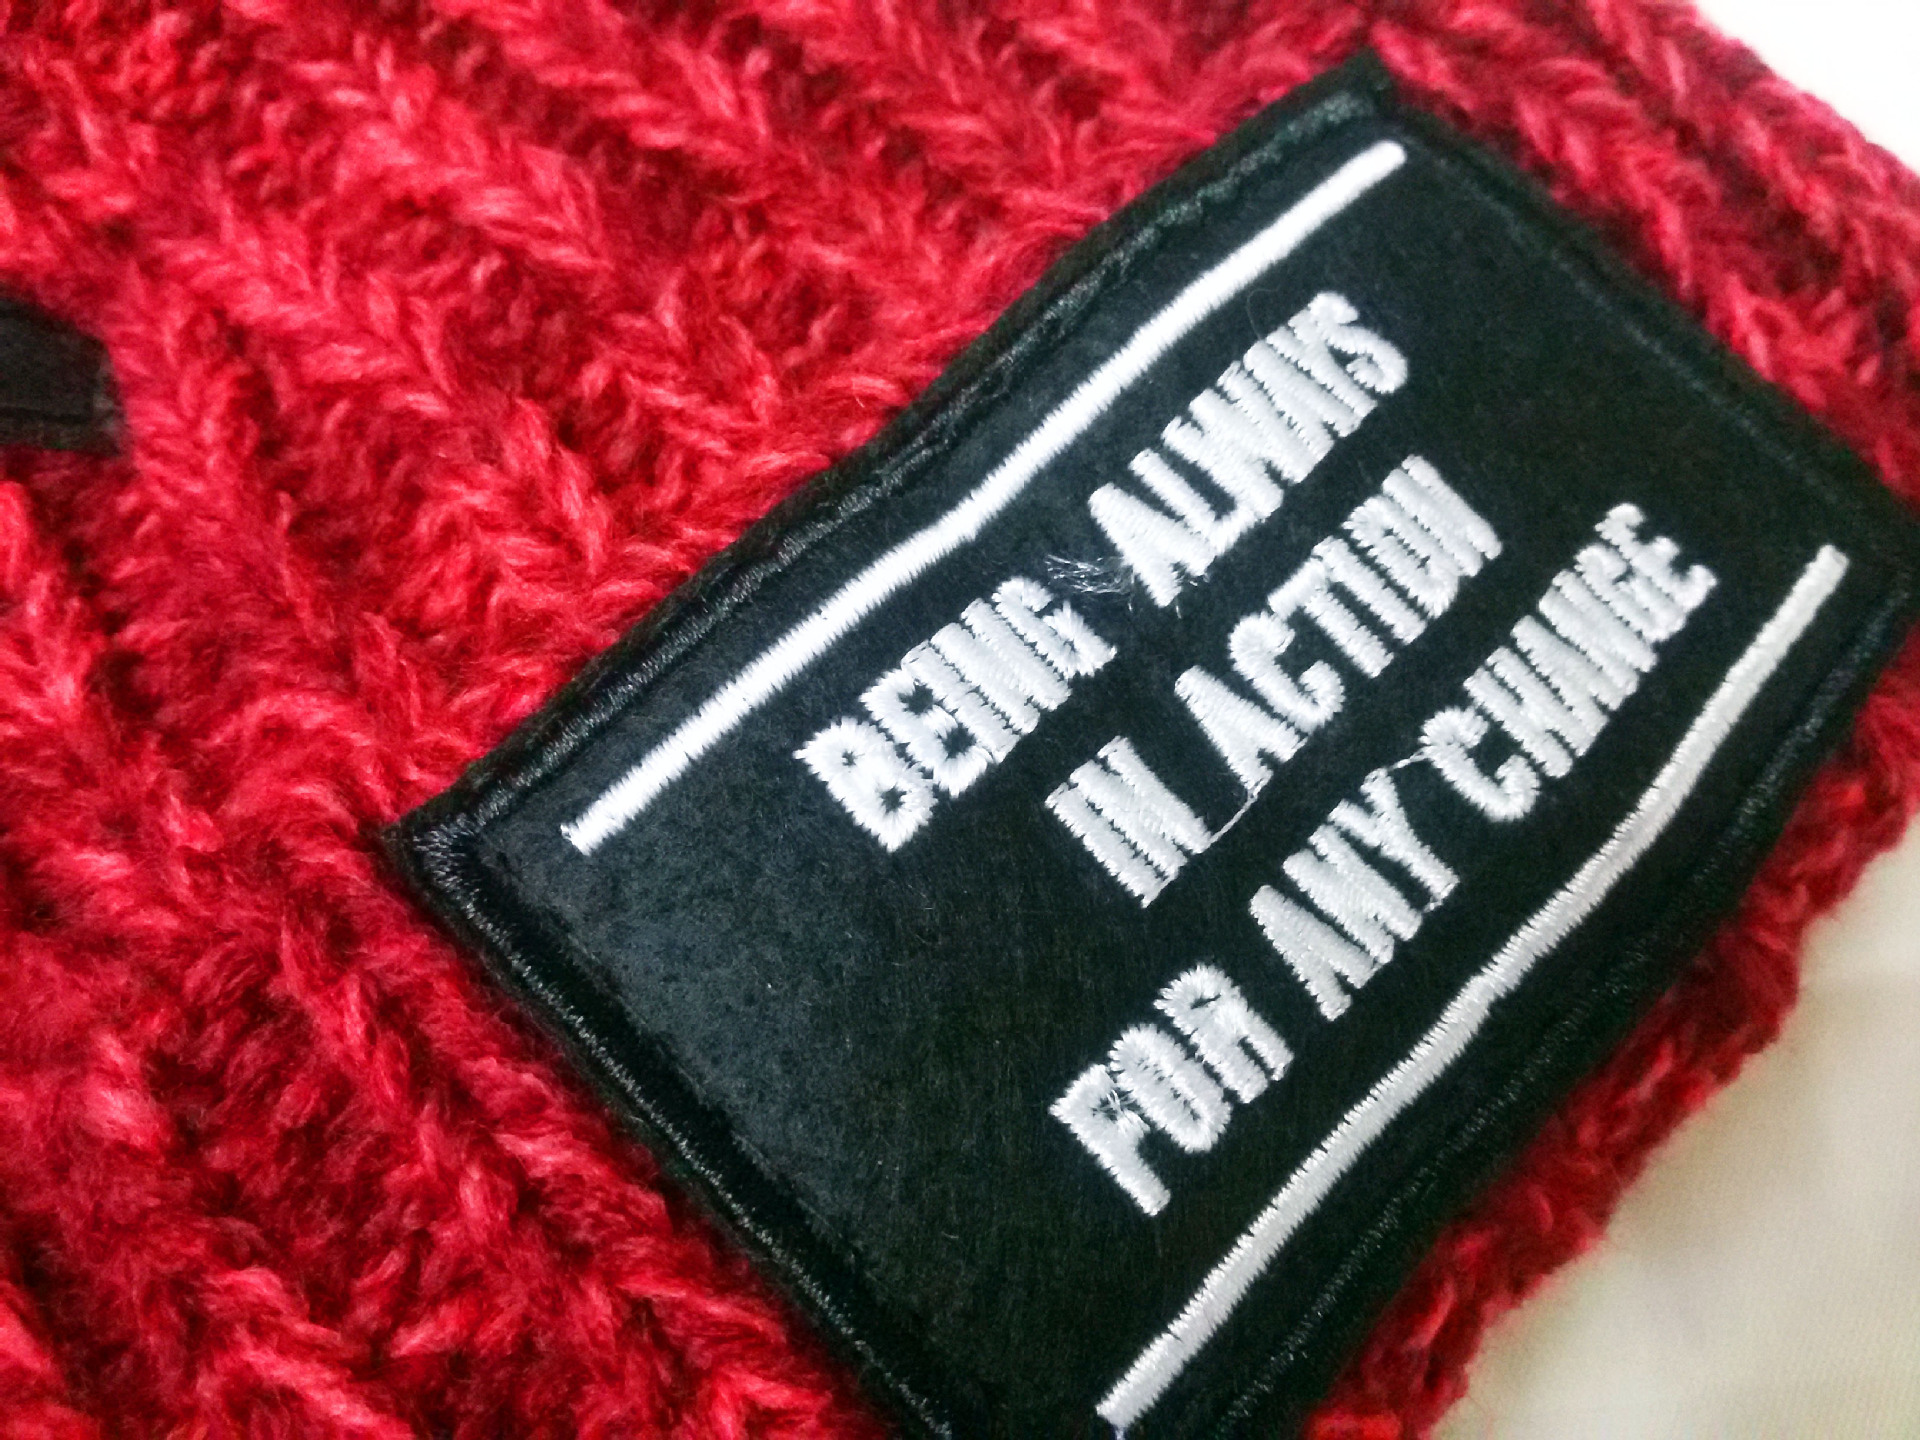 BEING ALWAYS
IN ACTION
FOR ANY CHANGE